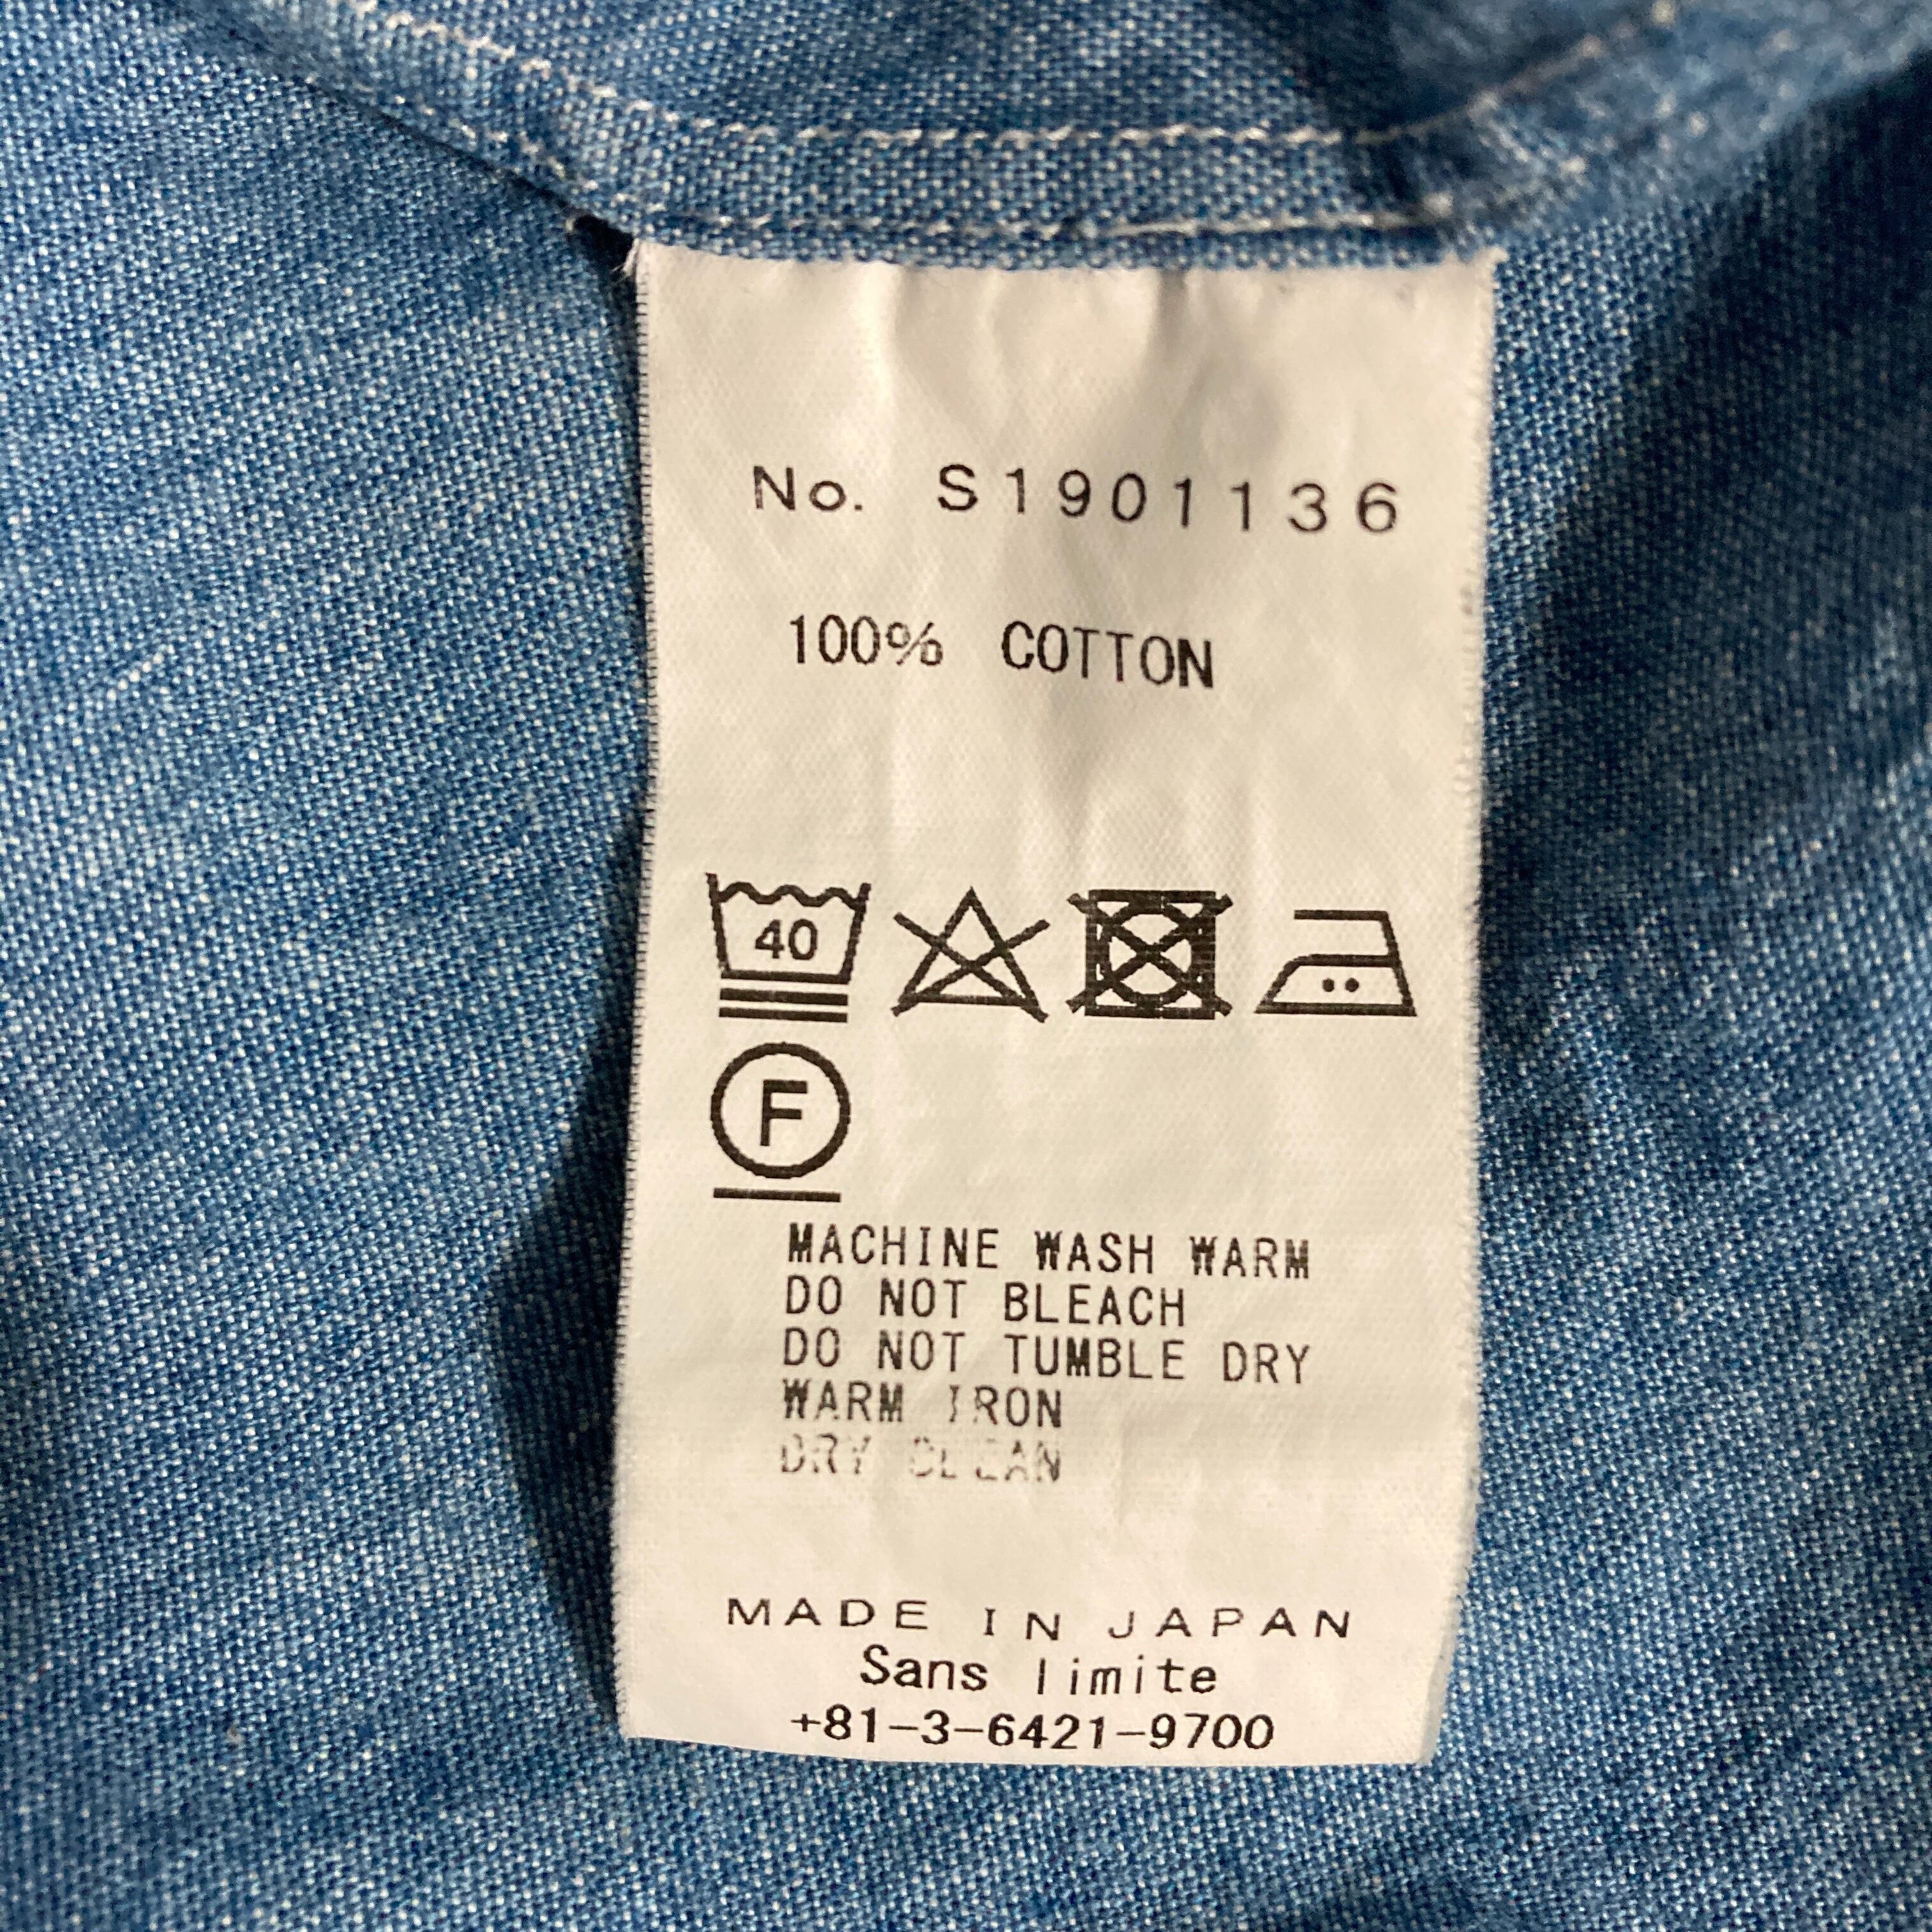 No. S1901136
100% COTTON
40
F
MACHINE WASH WARM
DO NOT BLEACH
DO NOT TUMBLE DRY
WARM IRON
DRY CLEAN
MADE IN JAPAN
Sans limite
+81-3-6421-9700